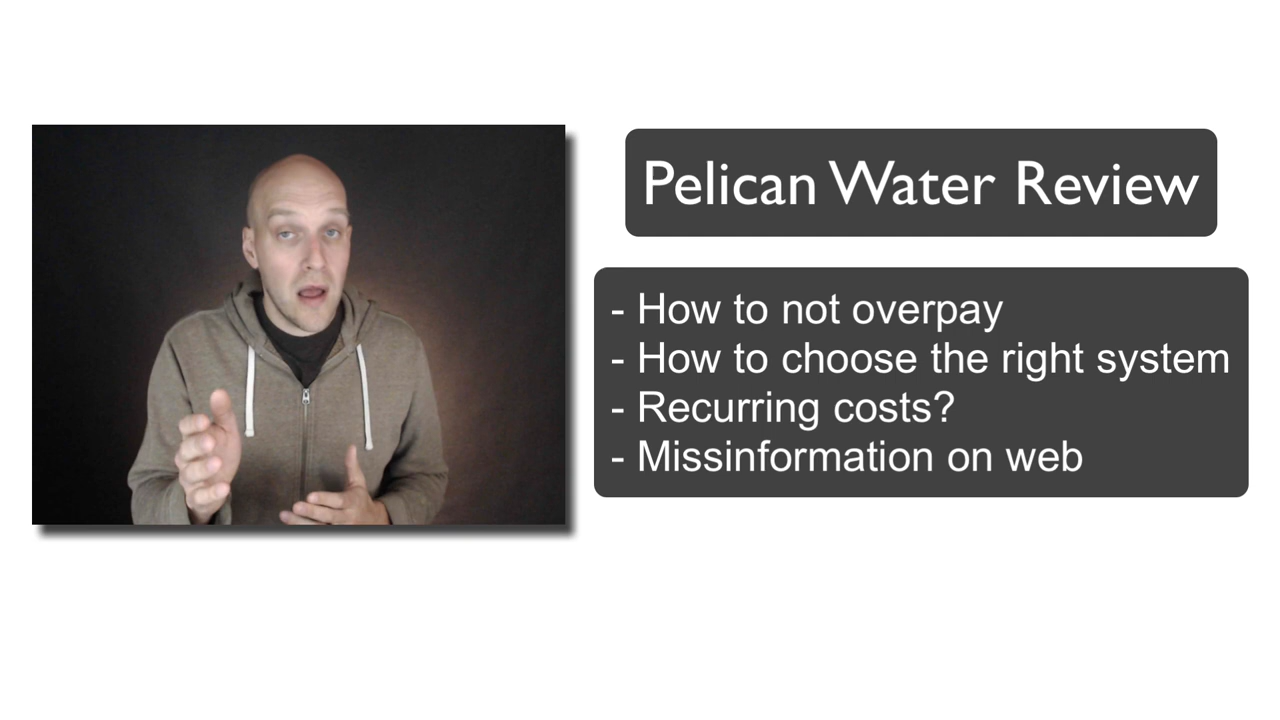 Pelican Water Review
- How to not overpay
- How to choose the right system
- Recurring costs?
- Missinformation on web